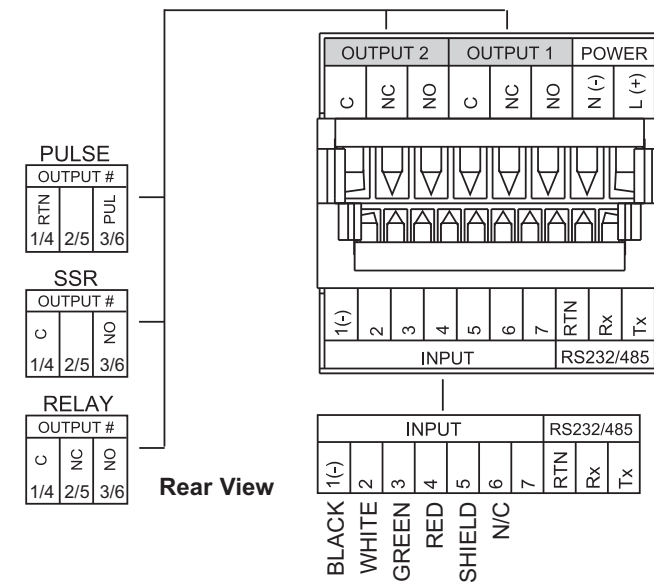 OUTPUT 2 OUTPUT 1 POWER
C NC NO C NC NO N (-) L (+)
PULSE
OUTPUT #
RTN PUL
1/4 2/5 3/6
SSR
OUTPUT #
C NO
1/4 2/5 3/6
RELAY
OUTPUT #
C NC NO
1/4 2/5 3/6
Rear View
1(-) 2 3 4 5 6 7 RTN Rx Tx
INPUT RS232/485
INPUT RS232/485
1(-) 2 3 4 5 6 7 RTN Rx Tx
BLACK WHITE GREEN RED SHIELD N/C